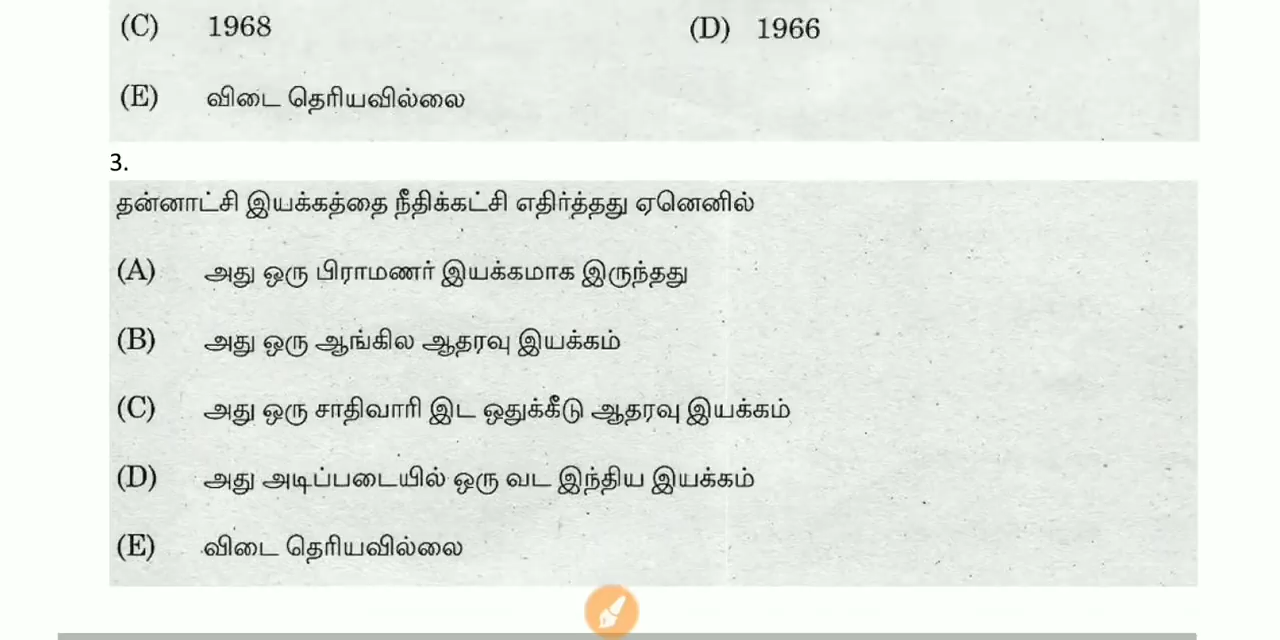 (C) 1968 (D) 1966
(E) விடை தெரியவில்லை
3.
தன்னாட்சி இயக்கத்தை நீதிக்கட்சி எதிர்த்தது ஏனெனில்
(A) அது ஒரு பிராமணர் இயக்கமாக இருந்தது
(B) அது ஒரு ஆங்கில ஆதரவு இயக்கம்
(C) அது ஒரு சாதிவாரி இட ஒதுக்கீடு ஆதரவு இயக்கம்
(D) அது அடிப்படையில் ஒரு வட இந்திய இயக்கம்
(E) விடை தெரியவில்லை